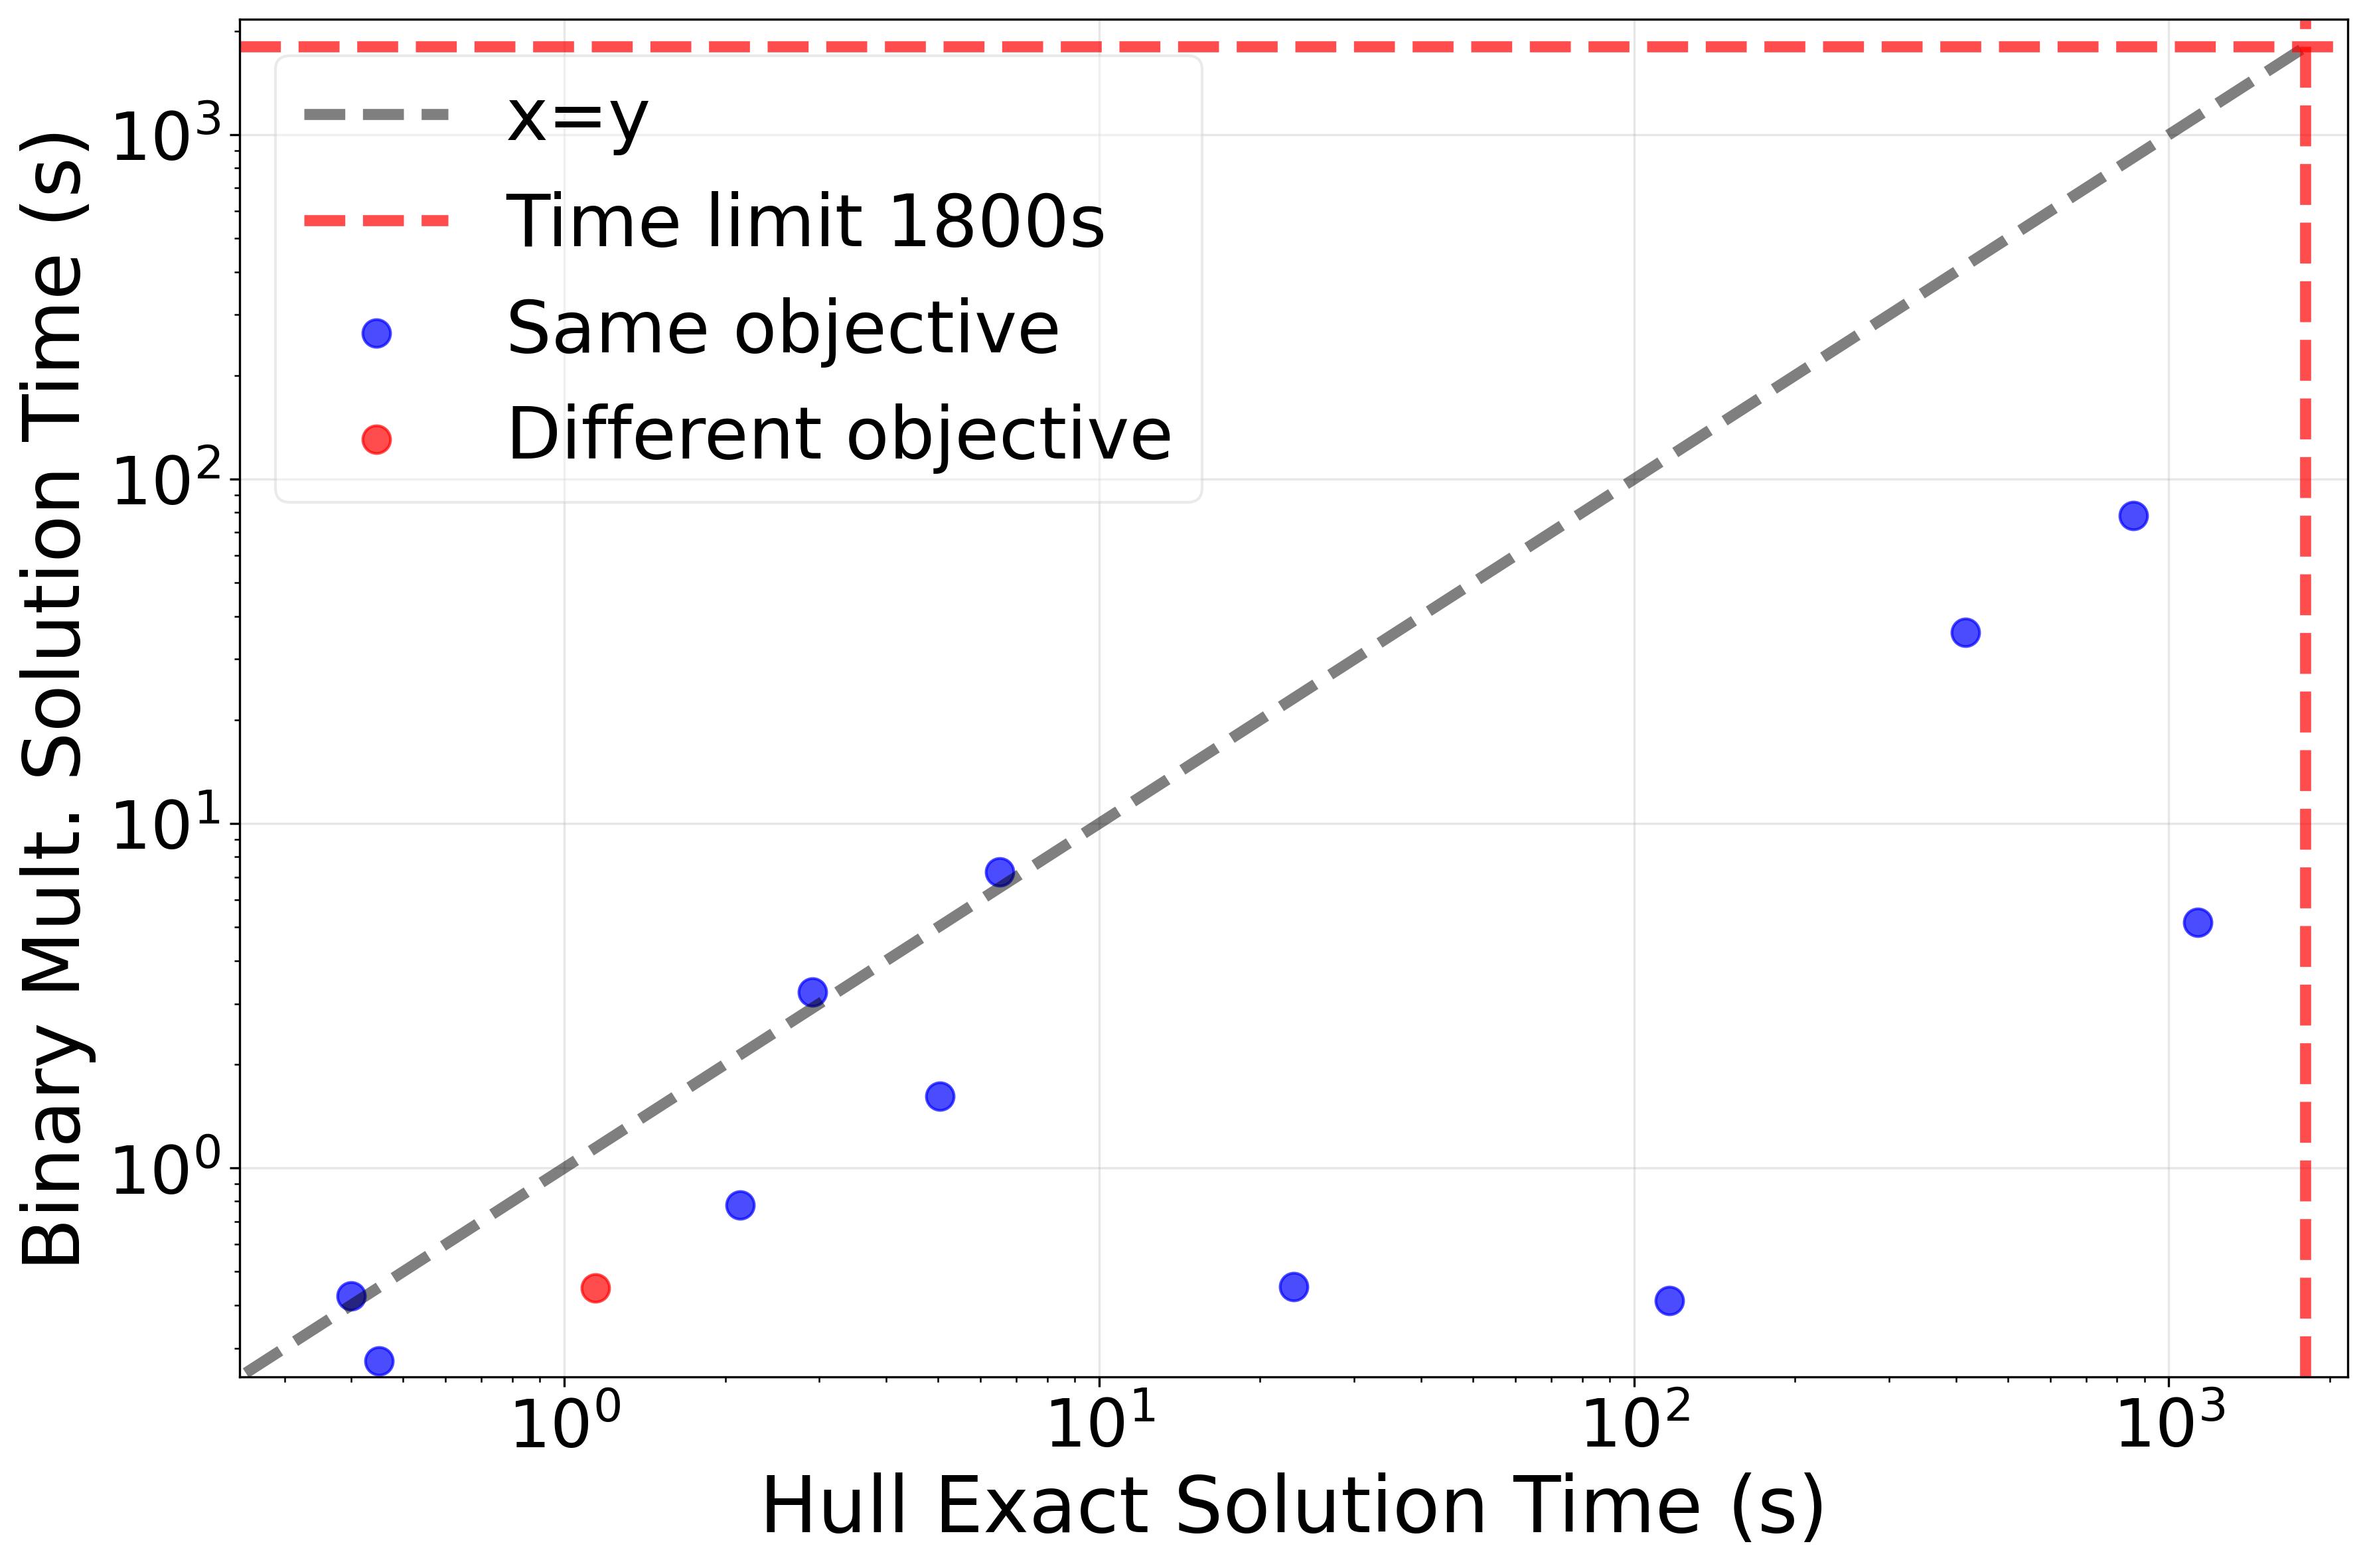 x=y
Time limit 1800s
Same objective
Different objective
Binary Mult. Solution Time (s)
10³
10²
10¹
10⁰
10⁰ 10¹ 10² 10³
Hull Exact Solution Time (s)